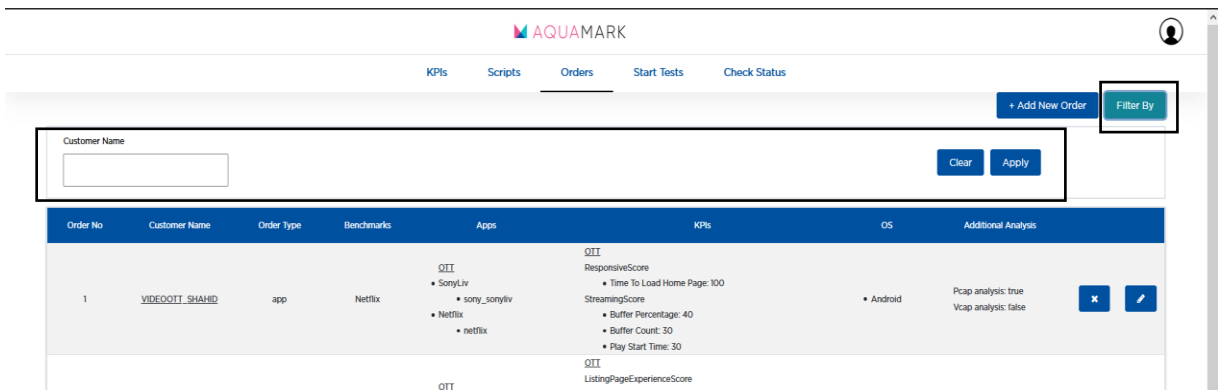 AQUAMARK
KPIs Scripts Orders Start Tests Check Status
+ Add New Order Filter By
Customer Name
Clear Apply
Order No Customer Name Order Type Benchmarks Apps KPIs OS Additional Analysis
1 VIDEOOTT_SHAHID app Netflix
OTT
• SonyLiv
• sony_sonyliv
• Netflix
• netflix
OTT
ResponsiveScore
• Time To Load Home Page: 100
StreamingScore
• Buffer Percentage: 40
• Buffer Count: 30
• Play Start Time: 30
• Android
Pcap analysis: true
Vcap analysis: false
OTT
OTT
ListingPageExperienceScore